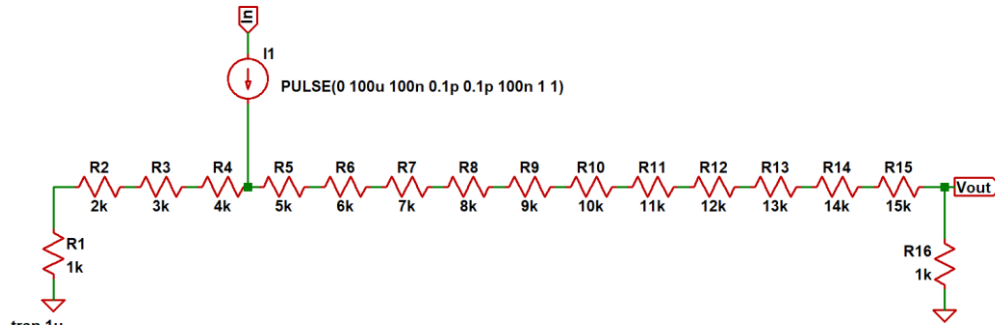 In
I1
PULSE(0 100u 100n 0.1p 0.1p 100n 1 1)
R2 R3 R4 R5 R6 R7 R8 R9 R10 R11 R12 R13 R14 R15
Vout
2k 3k 4k 5k 6k 7k 8k 9k 10k 11k 12k 13k 14k 15k
R1
1k
R16
1k
.tran 1u